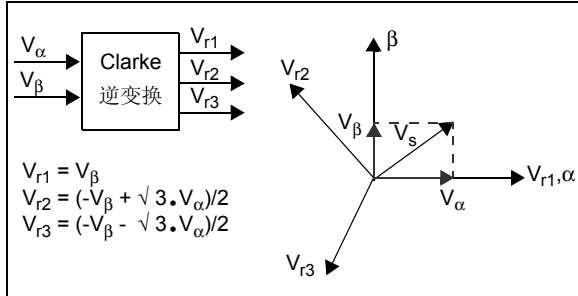 Vα
Vβ
Clarke
逆变换
Vr1
Vr2
Vr3
Vr1 = Vβ
Vr2 = (-Vβ + √ 3•Vα)/2
Vr3 = (-Vβ - √ 3•Vα)/2
β
Vr2
Vβ
Vs
Vr1,α
Vα
Vr3